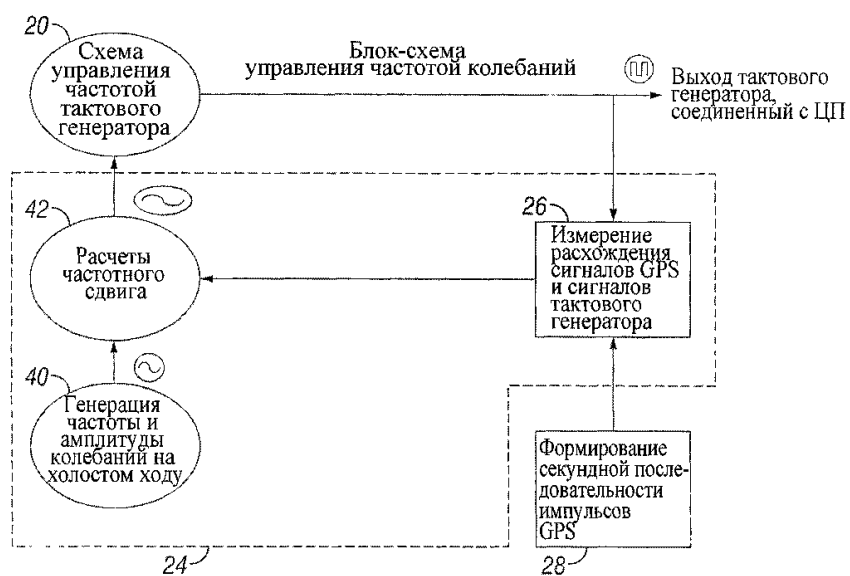 20
Схема
управления
частотой
тактового
генератора
Блок-схема
управления частотой колебаний
Выход тактового
генератора,
соединенный с ЦП
42
Расчеты
частотного
сдвига
26
Измерение
расхождения
сигналов GPS
и сигналов
тактового
генератора
40
Генерация
частоты и
амплитуды
колебаний на
холостом ходу
Формирование
секундной после-
довательности
импульсов
GPS
24
28